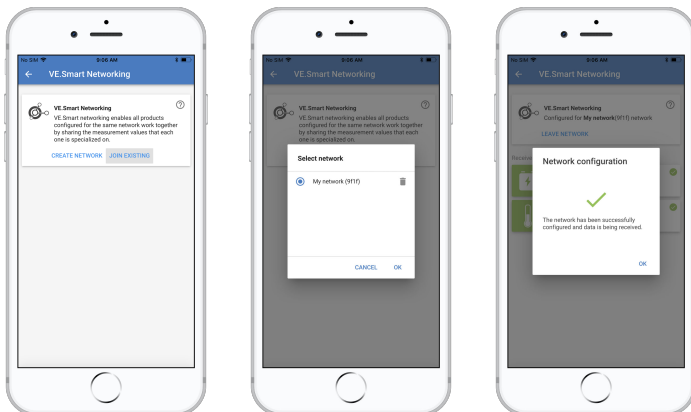 No SIM 9:06 AM
VE.Smart Networking
VE.Smart Networking
VE.Smart networking enables all products
configured for the same network work together
by sharing the measurement values that each
one is specialized on.
CREATE NETWORK JOIN EXISTING
No SIM 9:06 AM
VE.Smart Networking
VE.Smart Networking
VE.Smart networking enables all products
configured for the same network work together
by sharing the measurement values that each
one is specialized on.
Select network
My network (9f1f)
CANCEL OK
No SIM 9:06 AM
VE.Smart Networking
VE.Smart Networking
Configured for My network(9f1f) network
LEAVE NETWORK
Network configuration
The network has been successfully
configured and data is being received.
OK